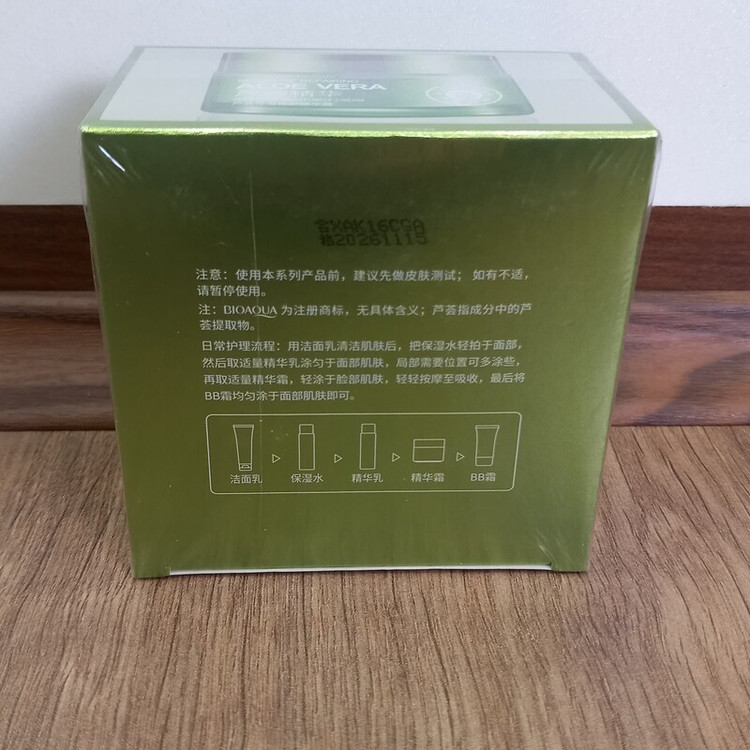 ALOE VERA
20261115
注意：使用本系列产品前，建议先做皮肤测试；如有不适，
请暂停使用。
注：BIOAQUA 为注册商标，无具体含义；芦荟指成分中的芦
荟提取物。
日常护理流程：用洁面乳清洁肌肤后，把保湿水轻拍于面部，
然后取适量精华乳涂匀于面部肌肤，局部需要位置可多涂些，
再取适量精华霜，轻涂于脸部肌肤，轻轻按摩至吸收，最后将
BB霜均匀涂于面部肌肤即可。
洁面乳 保湿水 精华乳 精华霜 BB霜